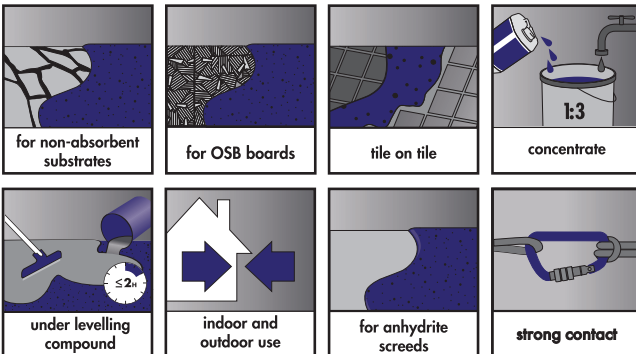 for non-absorbent
substrates
for OSB boards
tile on tile
1:3
concentrate
≤2H
under levelling
compound
indoor and
outdoor use
for anhydrite
screeds
strong contact